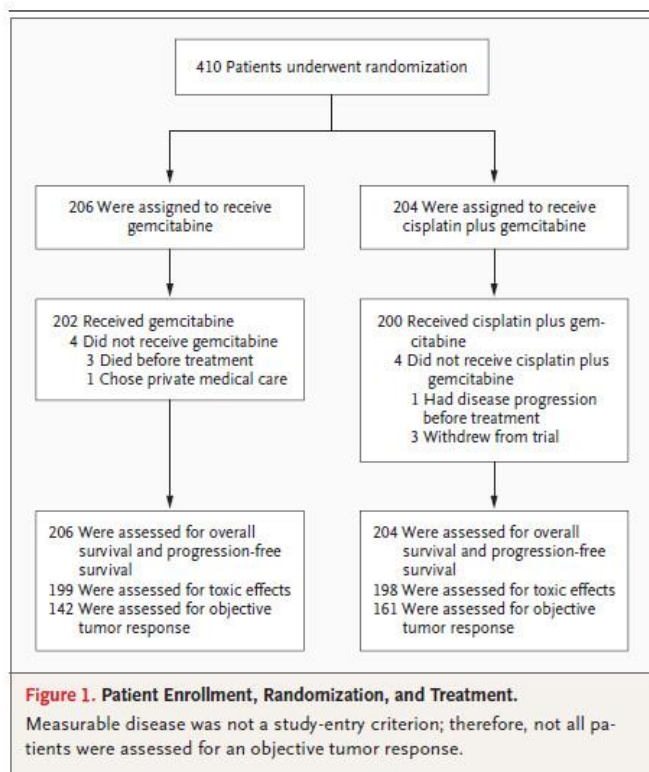 410 Patients underwent randomization
206 Were assigned to receive
gemcitabine
204 Were assigned to receive
cisplatin plus gemcitabine
202 Received gemcitabine
4 Did not receive gemcitabine
3 Died before treatment
1 Chose private medical care
200 Received cisplatin plus gem-
citabine
4 Did not receive cisplatin plus
gemcitabine
1 Had disease progression
before treatment
3 Withdrew from trial
206 Were assessed for overall
survival and progression-free
survival
199 Were assessed for toxic effects
142 Were assessed for objective
tumor response
204 Were assessed for overall
survival and progression-free
survival
198 Were assessed for toxic effects
161 Were assessed for objective
tumor response
Figure 1. Patient Enrollment, Randomization, and Treatment.
Measurable disease was not a study-entry criterion; therefore, not all pa-
tients were assessed for an objective tumor response.